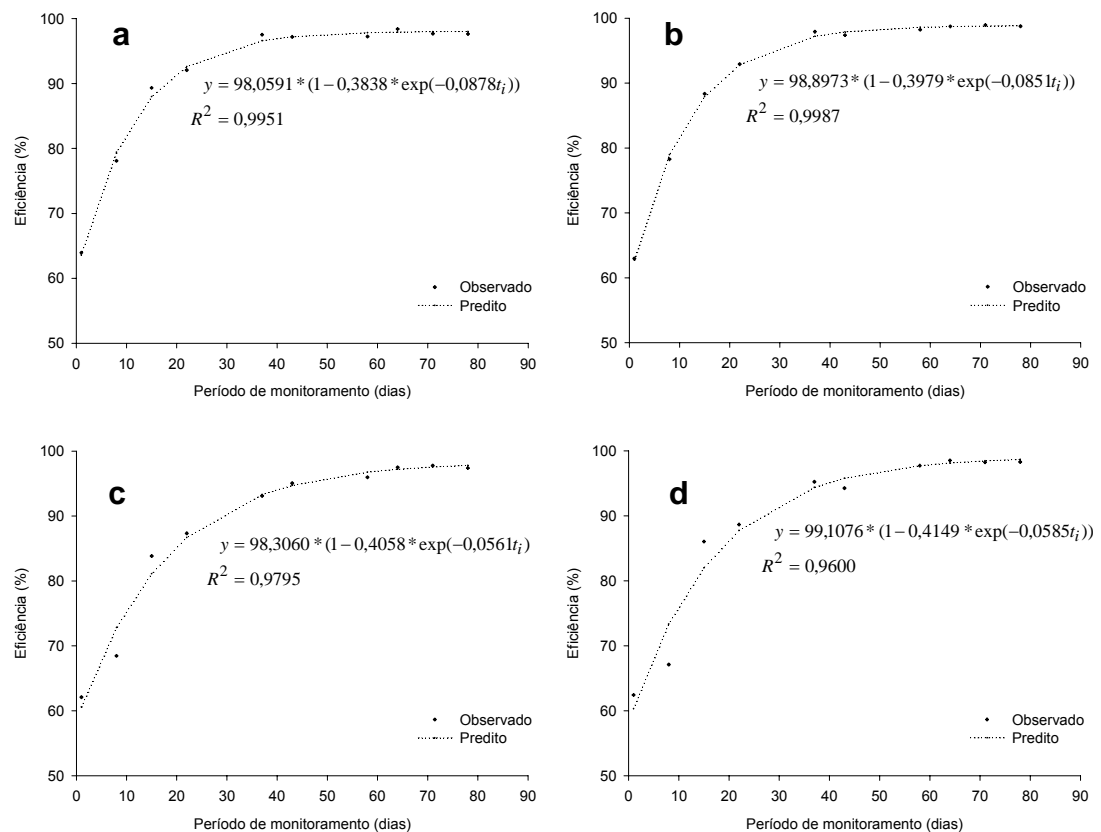 a
Eficiência (%)
100
90
80
70
60
50
y = 98,0591*(1−0,3838*exp(−0,0878t_i))
R² = 0,9951
Observado
Predito
0 10 20 30 40 50 60 70 80 90
Período de monitoramento (dias)
b
Eficiência (%)
100
90
80
70
60
50
y = 98,8973*(1−0,3979*exp(−0,0851t_i))
R² = 0,9987
Observado
Predito
0 10 20 30 40 50 60 70 80 90
Período de monitoramento (dias)
c
Eficiência (%)
100
90
80
70
60
50
y = 98,3060*(1−0,4058*exp(−0,0561t_i)
R² = 0,9795
Observado
Predito
0 10 20 30 40 50 60 70 80 90
Período de monitoramento (dias)
d
Eficiência (%)
100
90
80
70
60
50
y = 99,1076*(1−0,4149*exp(−0,0585t_i))
R² = 0,9600
Observado
Predito
0 10 20 30 40 50 60 70 80 90
Período de monitoramento (dias)